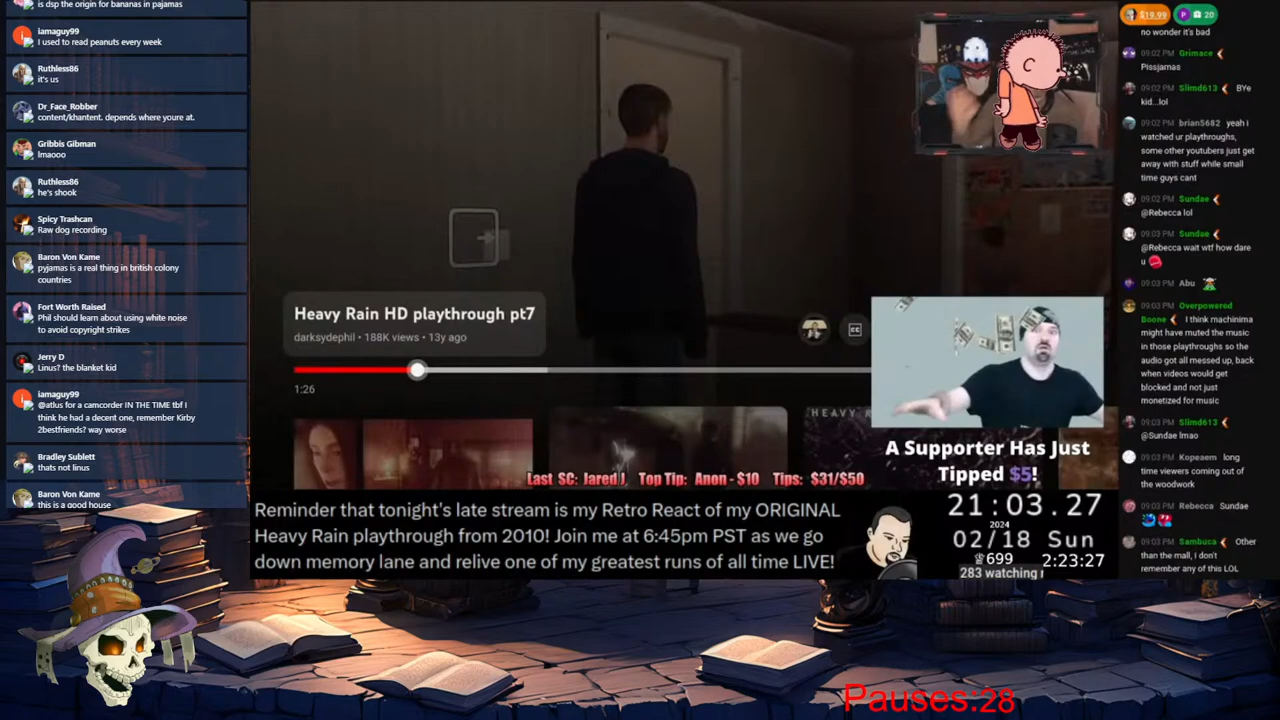 is dsp the origin for bananas in pajamas
iamaguy99
I used to read peanuts every week
Ruthless86
it's us
Dr_Face_Robber
content/khantent. depends where youre at.
Gribbis Gibman
lmaooo
Ruthless86
he's shook
Spicy Trashcan
Raw dog recording
Baron Von Kame
pyjamas is a real thing in british colony
countries
Fort Worth Raised
Phil should learn about using white noise
to avoid copyright strikes
Jerry D
Linus? the blanket kid
iamaguy99
@atlus for a camcorder IN THE TIME tbf I
think he had a decent one, remember Kirby
2bestfriends? way worse
Bradley Sublett
thats not linus
Baron Von Kame
this is a good house
Heavy Rain HD playthrough pt7
darksydephil • 188K views • 13y ago
CC
1:26
HEAVY R
A Supporter Has Just
Tipped $5!
Last SC: Jared J Top Tip: Anon - $10 Tips: $31/$50
Reminder that tonight's late stream is my Retro React of my ORIGINAL
Heavy Rain playthrough from 2010! Join me at 6:45pm PST as we go
down memory lane and relive one of my greatest runs of all time LIVE!
21:03.27
2024
02/18 Sun
699
2:23:27
283 watching
$19.99 P 20
no wonder it's bad
09:02 PM Grimace
Pissjamas
09:02 PM Slimd613 BYe
kid...lol
09:02 PM brian5682 yeah i
watched ur playthroughs,
some other youtubers just get
away with stuff while small
time guys cant
09:03 PM Sundae
@Rebecca lol
09:03 PM Sundae
@Rebecca wait wtf how dare
u
09:03 PM Abu
09:03 PM Overpowered
Boone I think machinima
might have muted the music
in those playthroughs so the
audio got all messed up, back
when videos would get
blocked and not just
monetized for music
09:03 PM Slimd613
@Sundae lmao
09:03 PM Kopeaem long
time viewers coming out of
the woodwork
09:03 PM Rebecca Sundae
09:03 PM Sambuca Other
than the mall, I don't
remember any of this LOL
Pauses:28